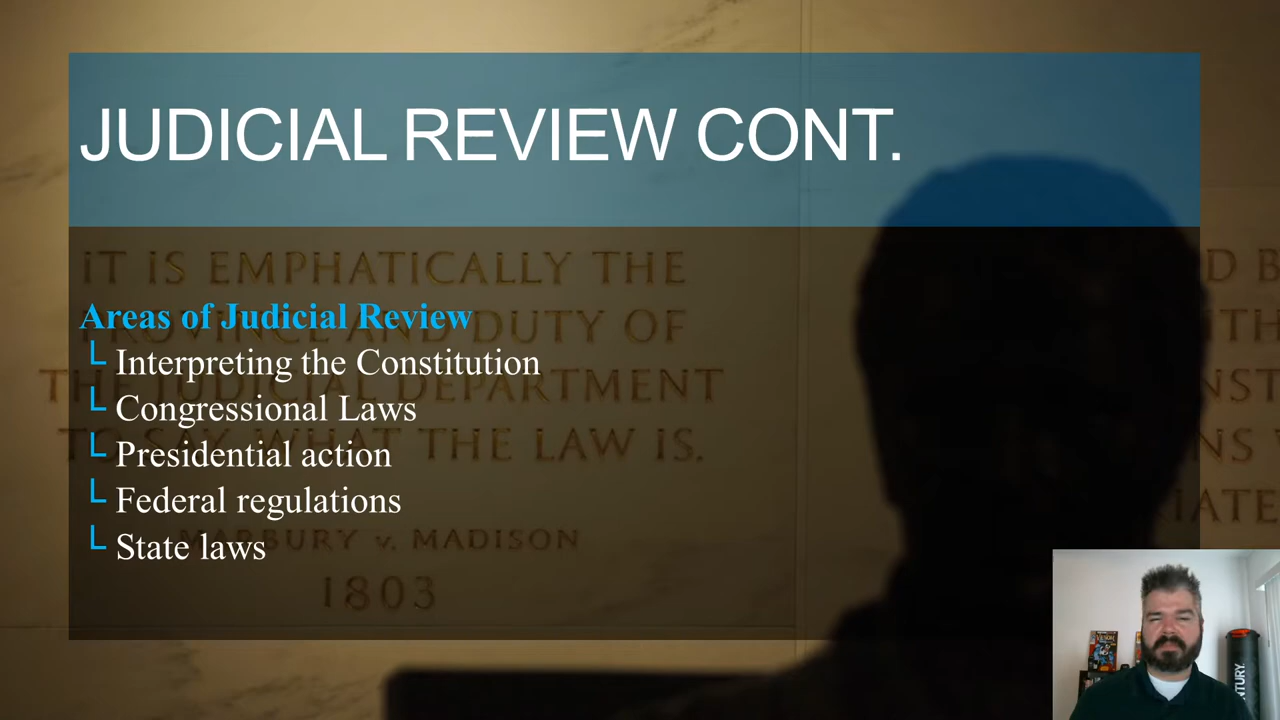 JUDICIAL REVIEW CONT.
IT IS EMPHATICALLY THE
PROVINCE AND DUTY OF
THE JUDICIAL DEPARTMENT
TO SAY WHAT THE LAW IS.
MARBURY v. MADISON
1803
Areas of Judicial Review
Interpreting the Constitution
Congressional Laws
Presidential action
Federal regulations
State laws